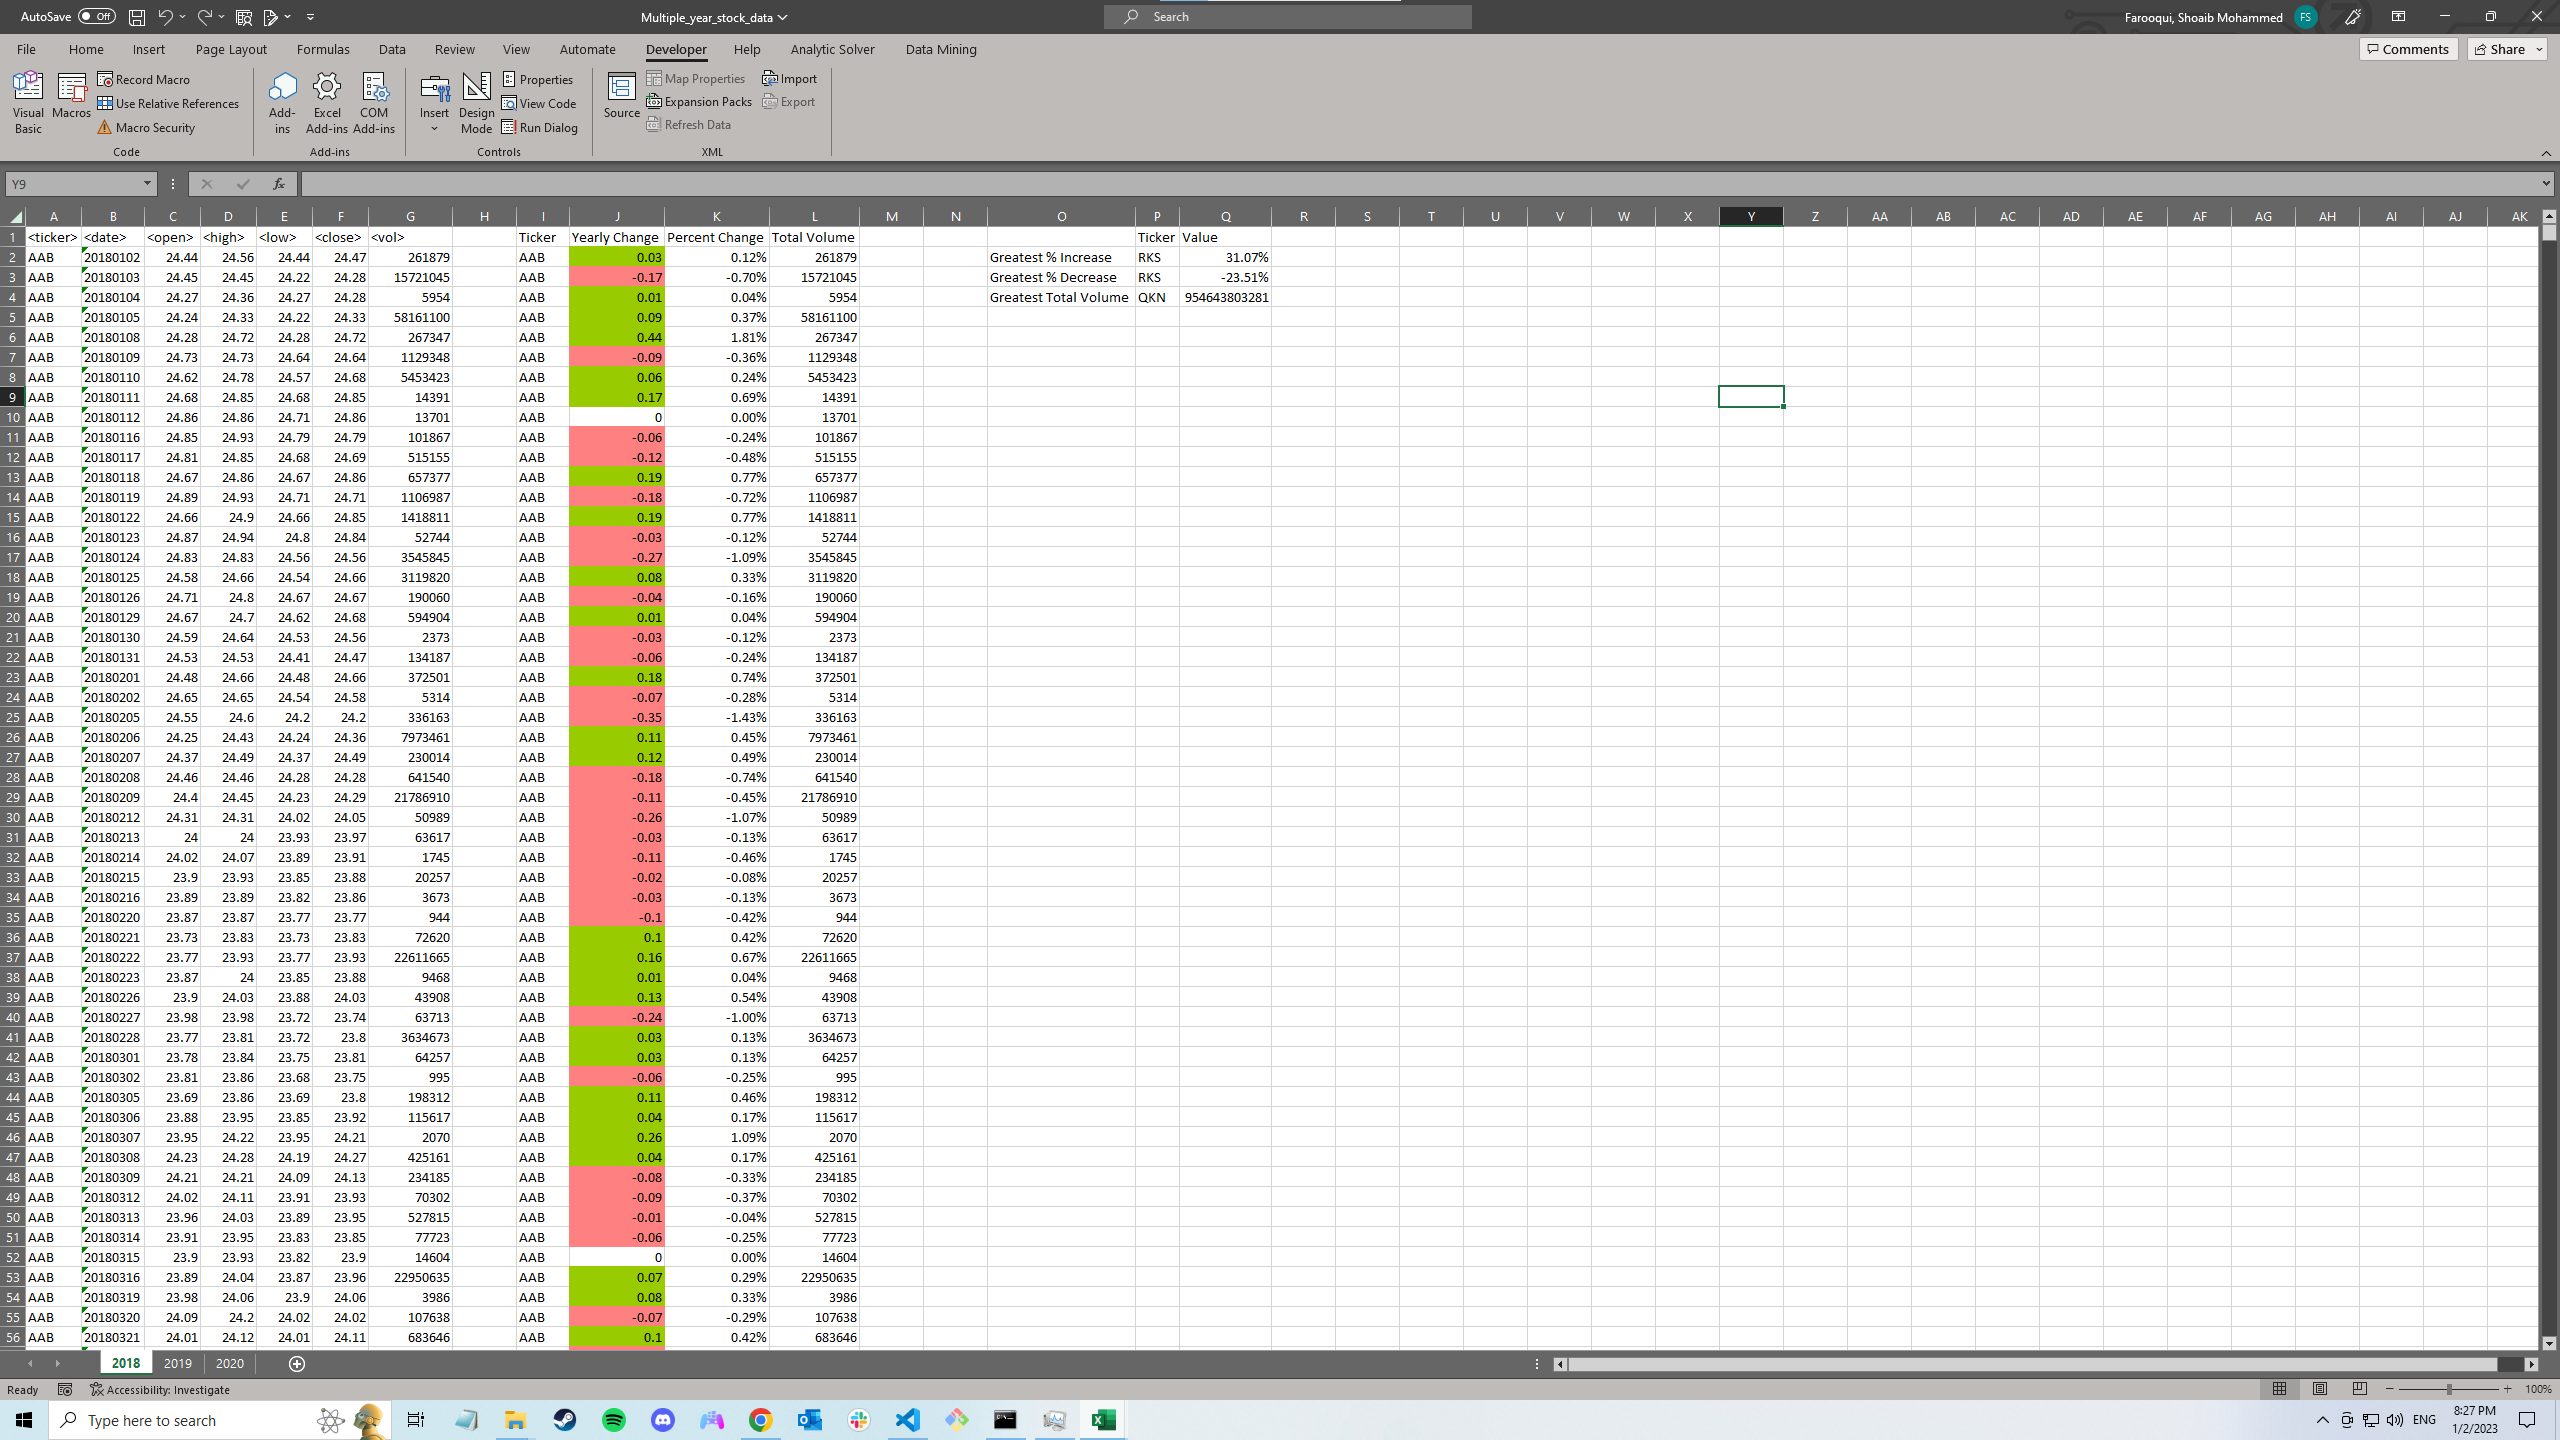 AutoSave Off Multiple_year_stock_data Search Farooqui, Shoaib Mohammed FS
File Home Insert Page Layout Formulas Data Review View Automate Developer Help Analytic Solver Data Mining Comments Share
Visual Basic Macros Record Macro Use Relative References Macro Security Code
Add-ins Excel Add-ins COM Add-ins Add-ins
Insert Design Mode Properties View Code Run Dialog Controls
Source Map Properties Expansion Packs Refresh Data Import Export XML
Y9 fx
A B C D E F G H I J K L M N O P Q R S T U V W X Y Z AA AB AC AD AE AF AG AH AI AJ AK
1 <ticker> <date> <open> <high> <low> <close> <vol> Ticker Yearly Change Percent Change Total Volume Ticker Value
2 AAB 20180102 24.44 24.56 24.44 24.47 261879 AAB 0.03 0.12% 261879 Greatest % Increase RKS 31.07%
3 AAB 20180103 24.45 24.45 24.22 24.28 15721045 AAB -0.17 -0.70% 15721045 Greatest % Decrease RKS -23.51%
4 AAB 20180104 24.27 24.36 24.27 24.28 5954 AAB 0.01 0.04% 5954 Greatest Total Volume QKN 954643803281
5 AAB 20180105 24.24 24.33 24.22 24.33 58161100 AAB 0.09 0.37% 58161100
6 AAB 20180108 24.28 24.72 24.28 24.72 267347 AAB 0.44 1.81% 267347
7 AAB 20180109 24.73 24.73 24.64 24.64 1129348 AAB -0.09 -0.36% 1129348
8 AAB 20180110 24.62 24.78 24.57 24.68 5453423 AAB 0.06 0.24% 5453423
9 AAB 20180111 24.68 24.85 24.68 24.85 14391 AAB 0.17 0.69% 14391
10 AAB 20180112 24.86 24.86 24.71 24.86 13701 AAB 0 0.00% 13701
11 AAB 20180116 24.85 24.93 24.79 24.79 101867 AAB -0.06 -0.24% 101867
12 AAB 20180117 24.81 24.85 24.68 24.69 515155 AAB -0.12 -0.48% 515155
13 AAB 20180118 24.67 24.86 24.67 24.86 657377 AAB 0.19 0.77% 657377
14 AAB 20180119 24.89 24.93 24.71 24.71 1106987 AAB -0.18 -0.72% 1106987
15 AAB 20180122 24.66 24.9 24.66 24.85 1418811 AAB 0.19 0.77% 1418811
16 AAB 20180123 24.87 24.94 24.8 24.84 52744 AAB -0.03 -0.12% 52744
17 AAB 20180124 24.83 24.83 24.56 24.56 3545845 AAB -0.27 -1.09% 3545845
18 AAB 20180125 24.58 24.66 24.54 24.66 3119820 AAB 0.08 0.33% 3119820
19 AAB 20180126 24.71 24.8 24.67 24.67 190060 AAB -0.04 -0.16% 190060
20 AAB 20180129 24.67 24.7 24.62 24.68 594904 AAB 0.01 0.04% 594904
21 AAB 20180130 24.59 24.64 24.53 24.56 2373 AAB -0.03 -0.12% 2373
22 AAB 20180131 24.53 24.53 24.41 24.47 134187 AAB -0.06 -0.24% 134187
23 AAB 20180201 24.48 24.66 24.48 24.66 372501 AAB 0.18 0.74% 372501
24 AAB 20180202 24.65 24.65 24.54 24.58 5314 AAB -0.07 -0.28% 5314
25 AAB 20180205 24.55 24.6 24.2 24.2 336163 AAB -0.35 -1.43% 336163
26 AAB 20180206 24.25 24.43 24.24 24.36 7973461 AAB 0.11 0.45% 7973461
27 AAB 20180207 24.37 24.49 24.37 24.49 230014 AAB 0.12 0.49% 230014
28 AAB 20180208 24.46 24.46 24.28 24.28 641540 AAB -0.18 -0.74% 641540
29 AAB 20180209 24.4 24.45 24.23 24.29 21786910 AAB -0.11 -0.45% 21786910
30 AAB 20180212 24.31 24.31 24.02 24.05 50989 AAB -0.26 -1.07% 50989
31 AAB 20180213 24 24 23.93 23.97 63617 AAB -0.03 -0.13% 63617
32 AAB 20180214 24.02 24.07 23.89 23.91 1745 AAB -0.11 -0.46% 1745
33 AAB 20180215 23.9 23.93 23.85 23.88 20257 AAB -0.02 -0.08% 20257
34 AAB 20180216 23.89 23.89 23.82 23.86 3673 AAB -0.03 -0.13% 3673
35 AAB 20180220 23.87 23.87 23.77 23.77 944 AAB -0.1 -0.42% 944
36 AAB 20180221 23.73 23.83 23.73 23.83 72620 AAB 0.1 0.42% 72620
37 AAB 20180222 23.77 23.93 23.77 23.93 22611665 AAB 0.16 0.67% 22611665
38 AAB 20180223 23.87 24 23.85 23.88 9468 AAB 0.01 0.04% 9468
39 AAB 20180226 23.9 24.03 23.88 24.03 43908 AAB 0.13 0.54% 43908
40 AAB 20180227 23.98 23.98 23.72 23.74 63713 AAB -0.24 -1.00% 63713
41 AAB 20180228 23.77 23.81 23.72 23.8 3634673 AAB 0.03 0.13% 3634673
42 AAB 20180301 23.78 23.84 23.75 23.81 64257 AAB 0.03 0.13% 64257
43 AAB 20180302 23.81 23.86 23.68 23.75 995 AAB -0.06 -0.25% 995
44 AAB 20180305 23.69 23.86 23.69 23.8 198312 AAB 0.11 0.46% 198312
45 AAB 20180306 23.88 23.95 23.85 23.92 115617 AAB 0.04 0.17% 115617
46 AAB 20180307 23.95 24.22 23.95 24.21 2070 AAB 0.26 1.09% 2070
47 AAB 20180308 24.23 24.28 24.19 24.27 425161 AAB 0.04 0.17% 425161
48 AAB 20180309 24.21 24.21 24.09 24.13 234185 AAB -0.08 -0.33% 234185
49 AAB 20180312 24.02 24.11 23.91 23.93 70302 AAB -0.09 -0.37% 70302
50 AAB 20180313 23.96 24.03 23.89 23.95 527815 AAB -0.01 -0.04% 527815
51 AAB 20180314 23.91 23.95 23.83 23.85 77723 AAB -0.06 -0.25% 77723
52 AAB 20180315 23.9 23.93 23.82 23.9 14604 AAB 0 0.00% 14604
53 AAB 20180316 23.89 24.04 23.87 23.96 22950635 AAB 0.07 0.29% 22950635
54 AAB 20180319 23.98 24.06 23.9 24.06 3986 AAB 0.08 0.33% 3986
55 AAB 20180320 24.09 24.2 24.02 24.02 107638 AAB -0.07 -0.29% 107638
56 AAB 20180321 24.01 24.12 24.01 24.11 683646 AAB 0.1 0.42% 683646
2018 2019 2020
Ready Accessibility: Investigate 100%
Type here to search ENG 8:27 PM
1/2/2023